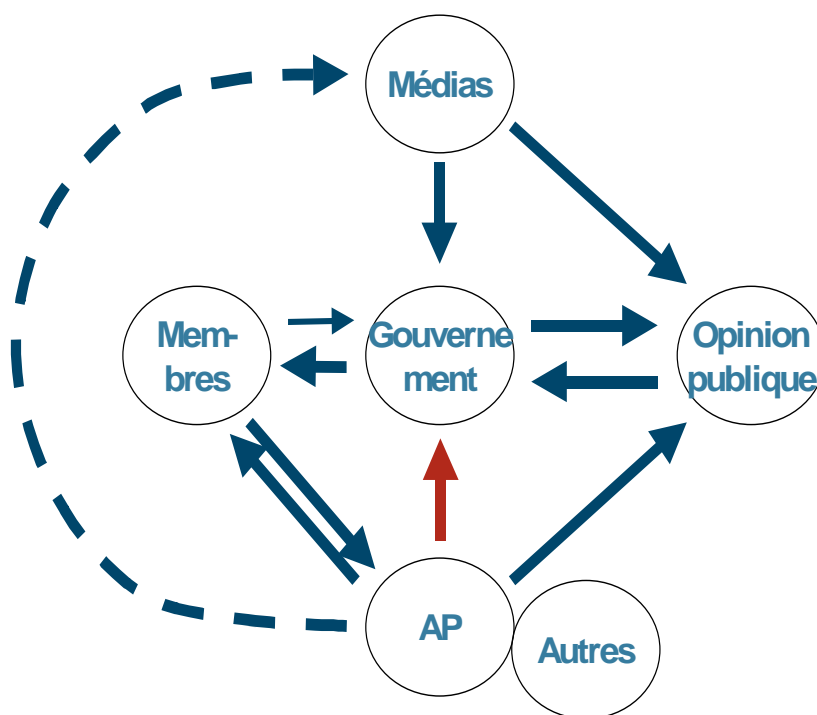 Médias
Mem-
bres
Gouverne
ment
Opinion
publique
AP
Autres